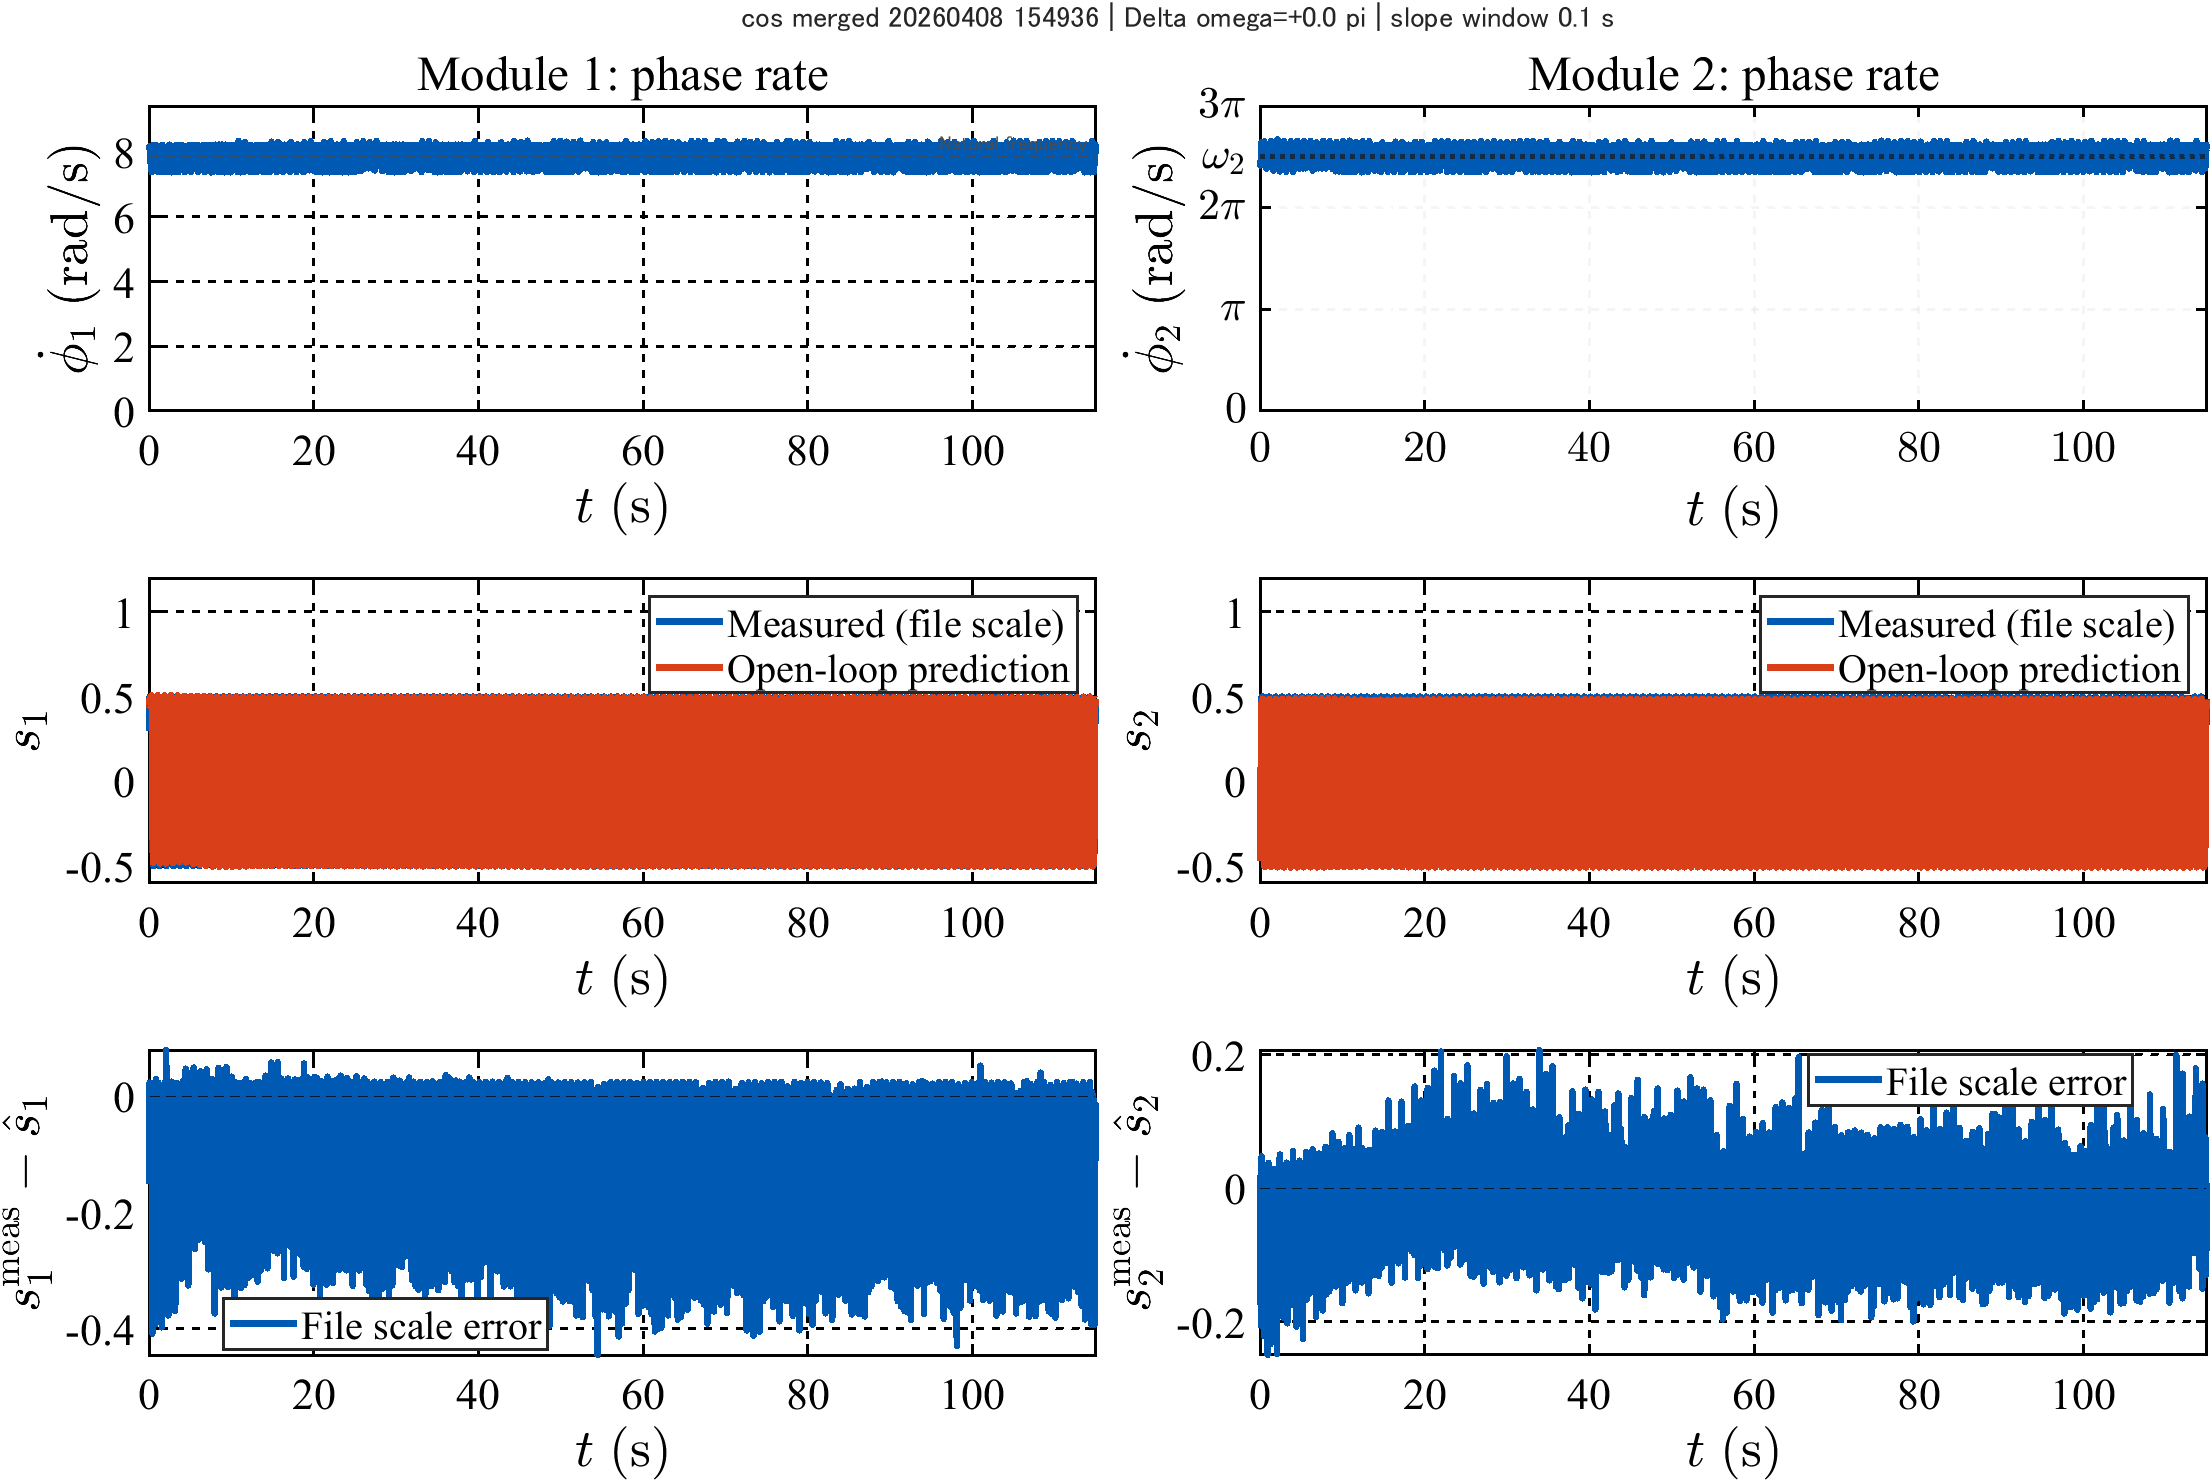 cos merged 20260408 154936 | Delta omega=+0.0 pi | slope window 0.1 s
Module 1: phase rate
Module 2: phase rate
8
6
4
2
0
Natural frequency
φ̇₁ (rad/s)
0 20 40 60 80 100
t (s)
3π
ω₂
2π
π
0
φ̇₂ (rad/s)
0 20 40 60 80 100
t (s)
1
0.5
0
-0.5
s₁
Measured (file scale)
Open-loop prediction
0 20 40 60 80 100
t (s)
1
0.5
0
-0.5
s₂
Measured (file scale)
Open-loop prediction
0 20 40 60 80 100
t (s)
0
-0.2
-0.4
s₁ᵐᵉᵃˢ − ŝ₁
File scale error
0 20 40 60 80 100
t (s)
0.2
0
-0.2
s₂ᵐᵉᵃˢ − ŝ₂
File scale error
0 20 40 60 80 100
t (s)